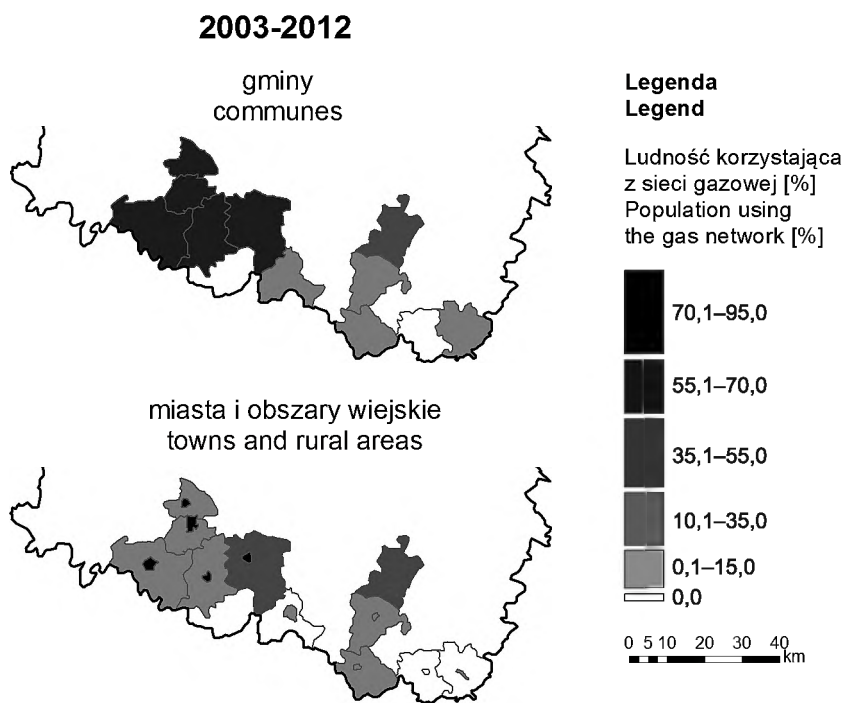 2003-2012
gminy
communes
miasta i obszary wiejskie
towns and rural areas
Legenda
Legend
Ludność korzystająca
z sieci gazowej [%]
Population using
the gas network [%]
70,1–95,0
55,1–70,0
35,1–55,0
10,1–35,0
0,1–15,0
0,0
0 5 10 20 30 40
km